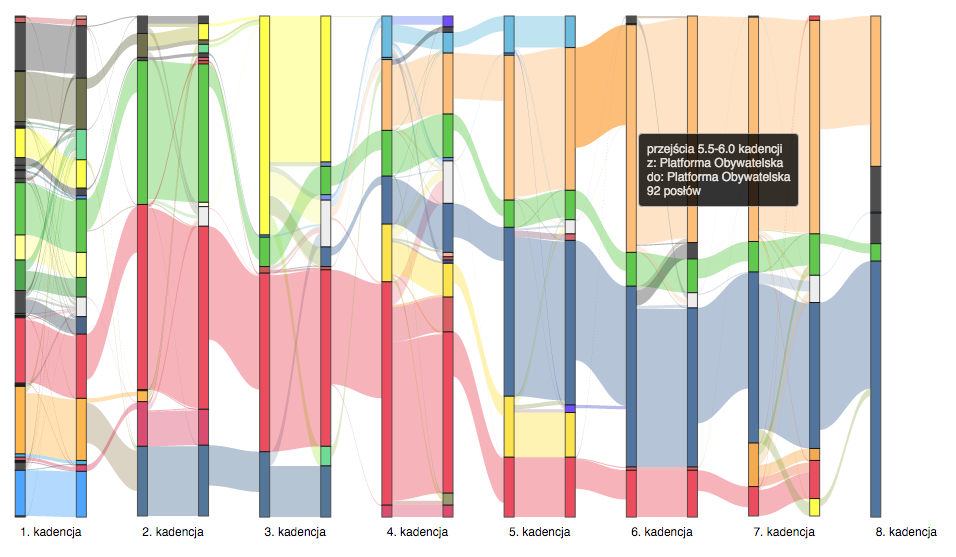 przejścia 5.5-6.0 kadencji
z: Platforma Obywatelska
do: Platforma Obywatelska
92 posłów
1. kadencja
2. kadencja
3. kadencja
4. kadencja
5. kadencja
6. kadencja
7. kadencja
8. kadencja